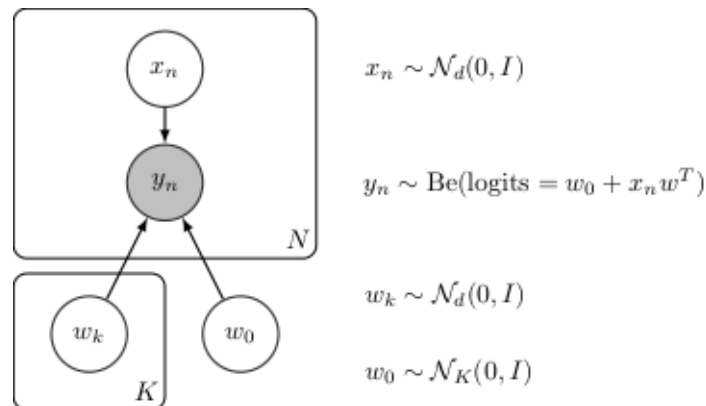 x_n
x_n ∼ 𝒩_d(0, I)
y_n
y_n ∼ Be(logits = w_0 + x_n w^T)
N
w_k ∼ 𝒩_d(0, I)
w_k
w_0
w_0 ∼ 𝒩_K(0, I)
K